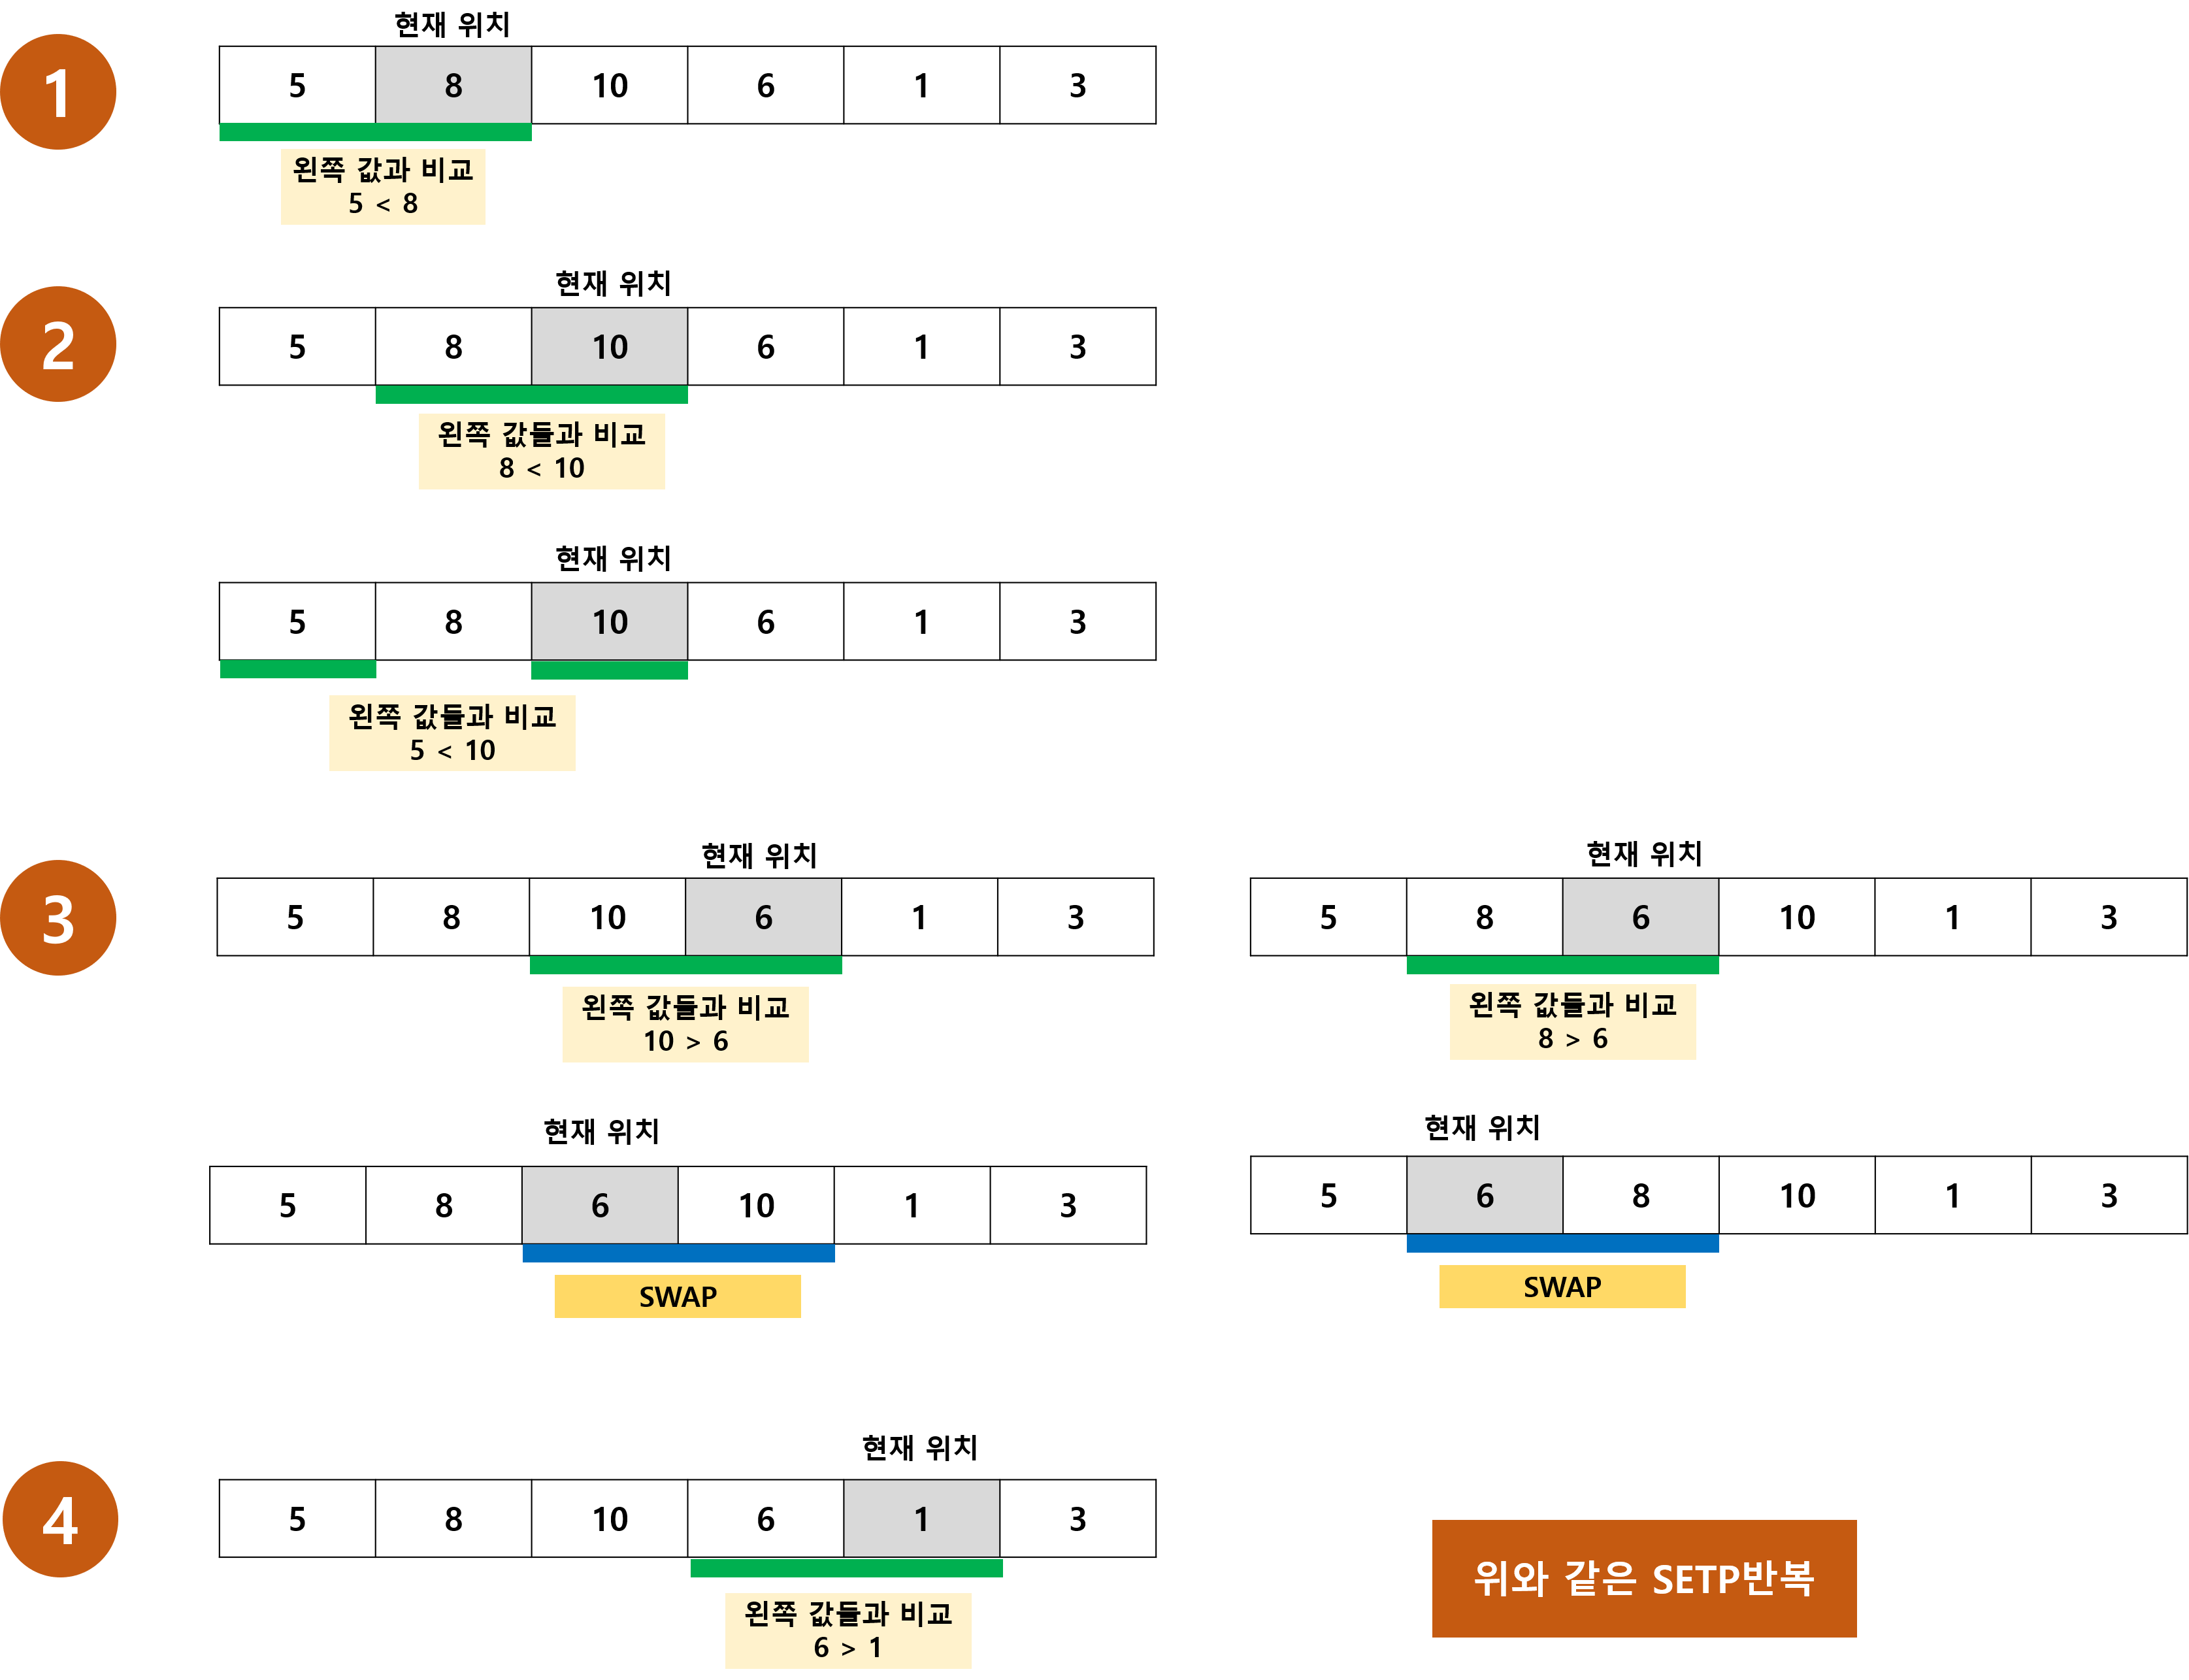 현재 위치
1
5 8 10 6 1 3
왼쪽 값과 비교
5 < 8
현재 위치
2
5 8 10 6 1 3
왼쪽 값들과 비교
8 < 10
현재 위치
5 8 10 6 1 3
왼쪽 값들과 비교
5 < 10
3
현재 위치
5 8 10 6 1 3
왼쪽 값들과 비교
10 > 6
현재 위치
5 8 6 10 1 3
SWAP
현재 위치
5 8 6 10 1 3
왼쪽 값들과 비교
8 > 6
현재 위치
5 6 8 10 1 3
SWAP
4
현재 위치
5 8 10 6 1 3
왼쪽 값들과 비교
6 > 1
위와 같은 SETP반복